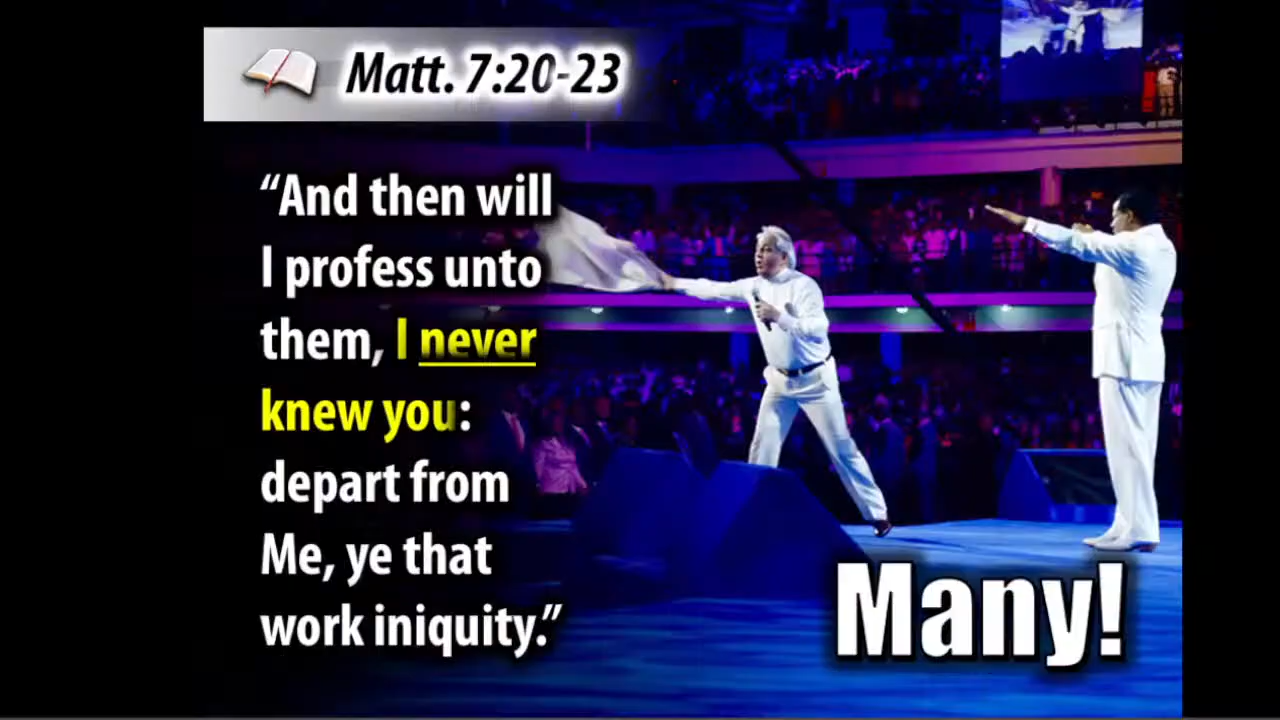 Matt. 7:20-23
“And then will
I profess unto
them, I never
knew you:
depart from
Me, ye that
work iniquity.”
Many!